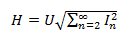 H = U√∑_{n=2}^{∞} I_n^2